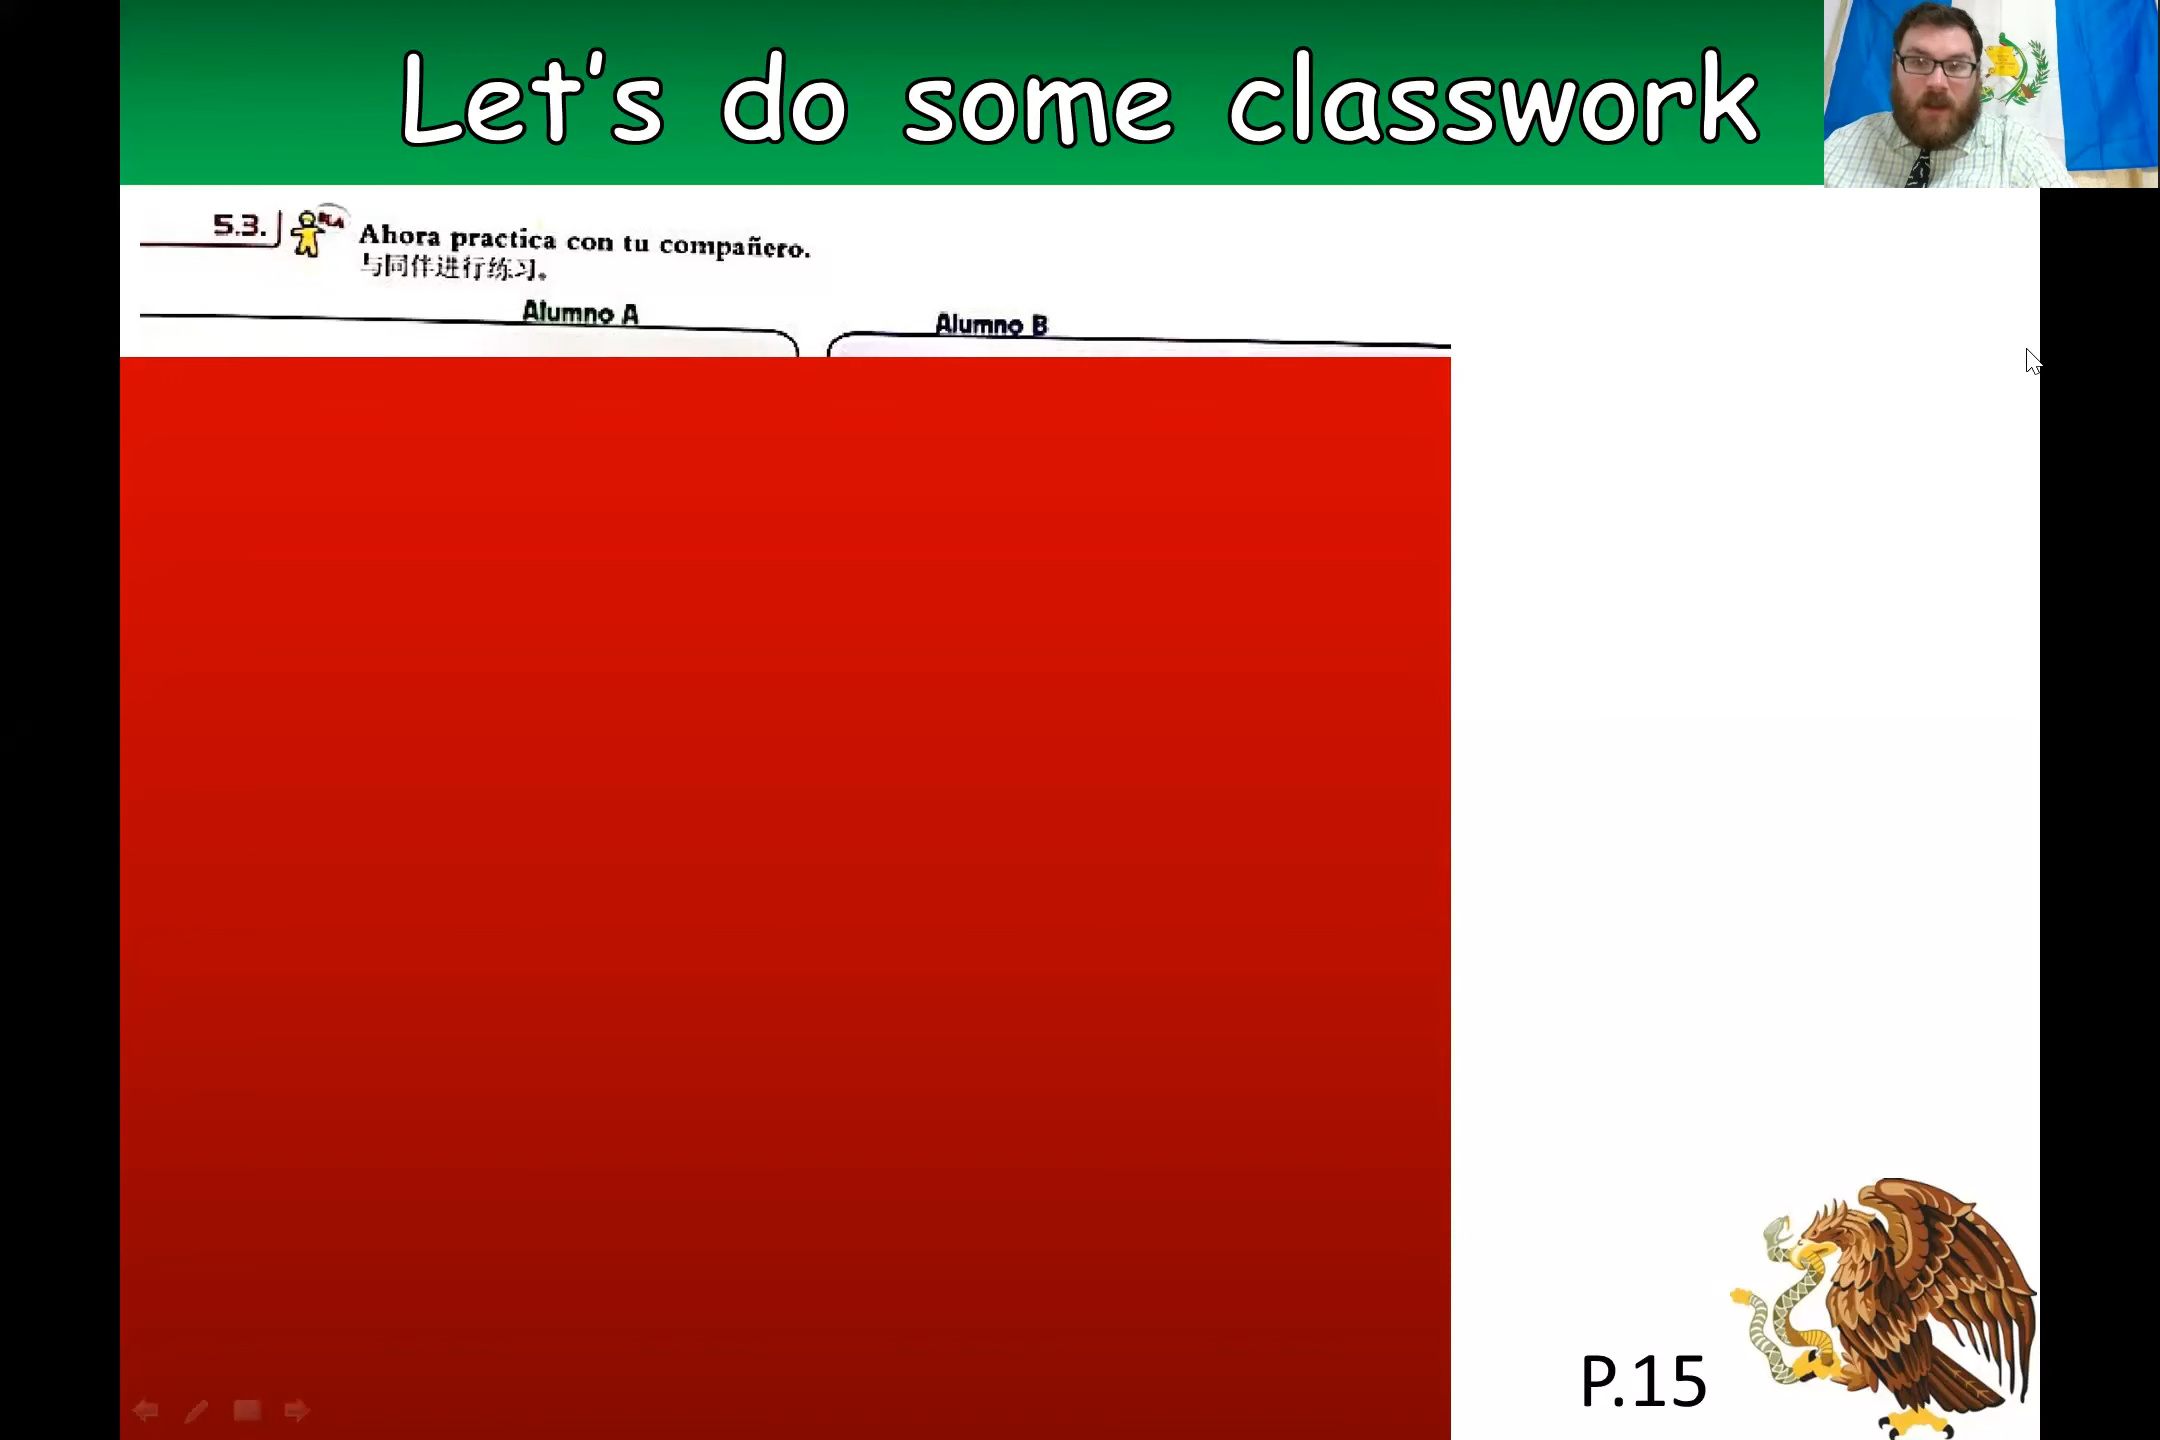 Let's do some classwork
5.3.
BLA
Ahora practica con tu compañero.
与同伴进行练习。
Alumno A
Alumno B
P.15